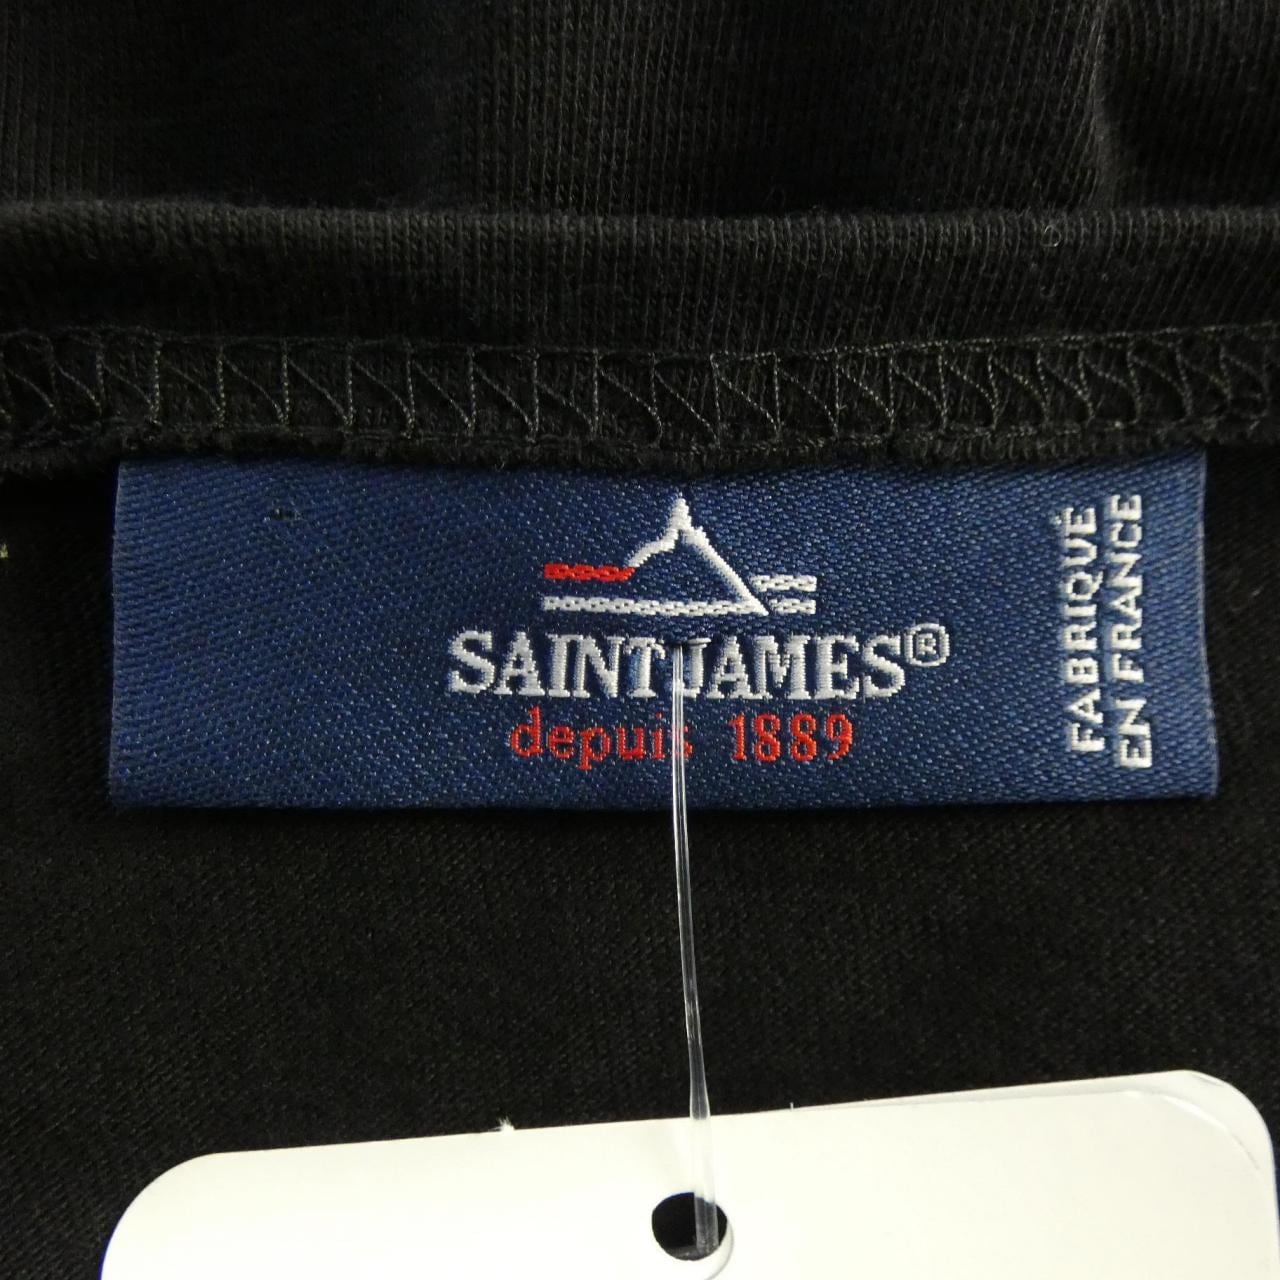 SAINT JAMES®
depuis 1889
FABRIQUÉ
EN FRANCE